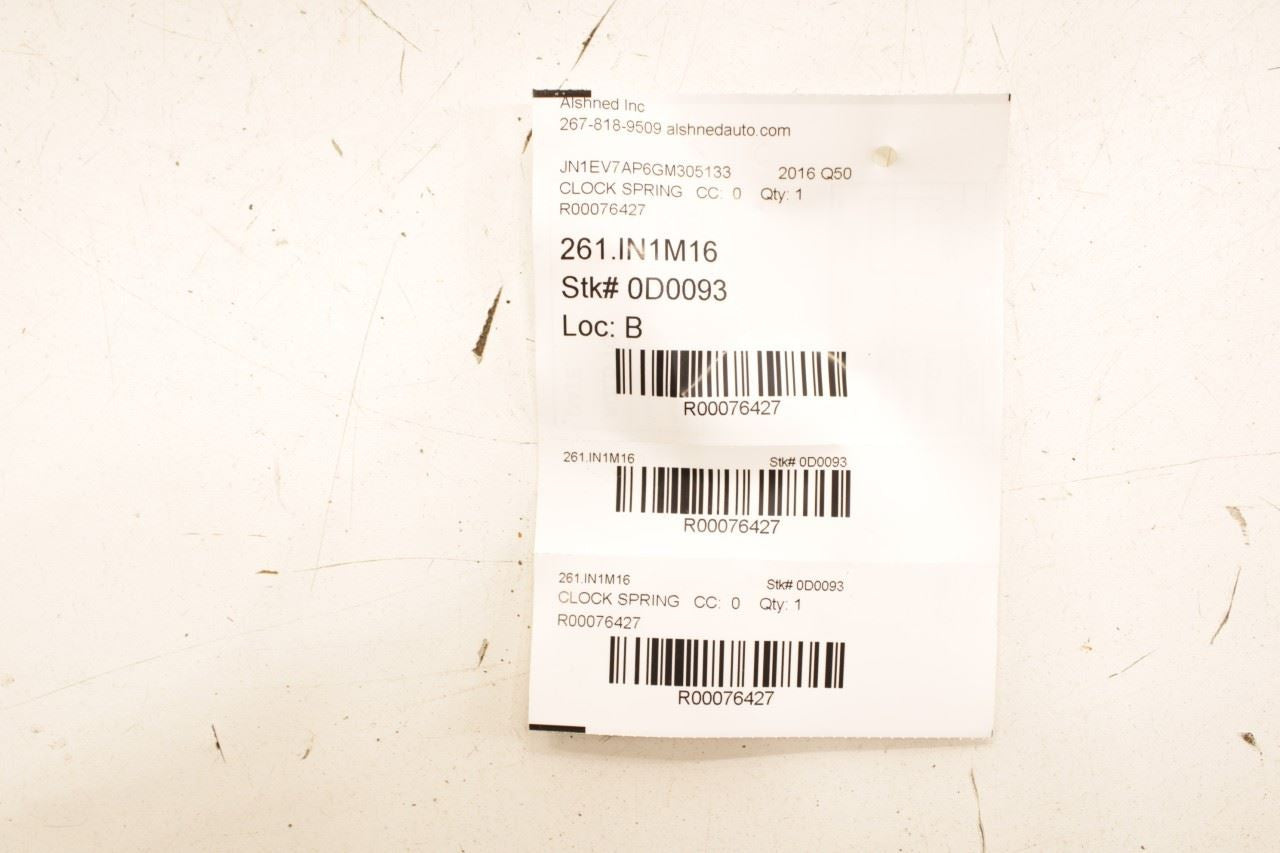 Alshned Inc
267-818-9509 alshnedauto.com
JN1EV7AP6GM305133 2016 Q50
CLOCK SPRING CC: 0 Qty: 1
R00076427
261.IN1M16
Stk# 0D0093
Loc: B
R00076427
261.IN1M16 Stk# 0D0093
R00076427
261.IN1M16 Stk# 0D0093
CLOCK SPRING CC: 0 Qty: 1
R00076427
R00076427